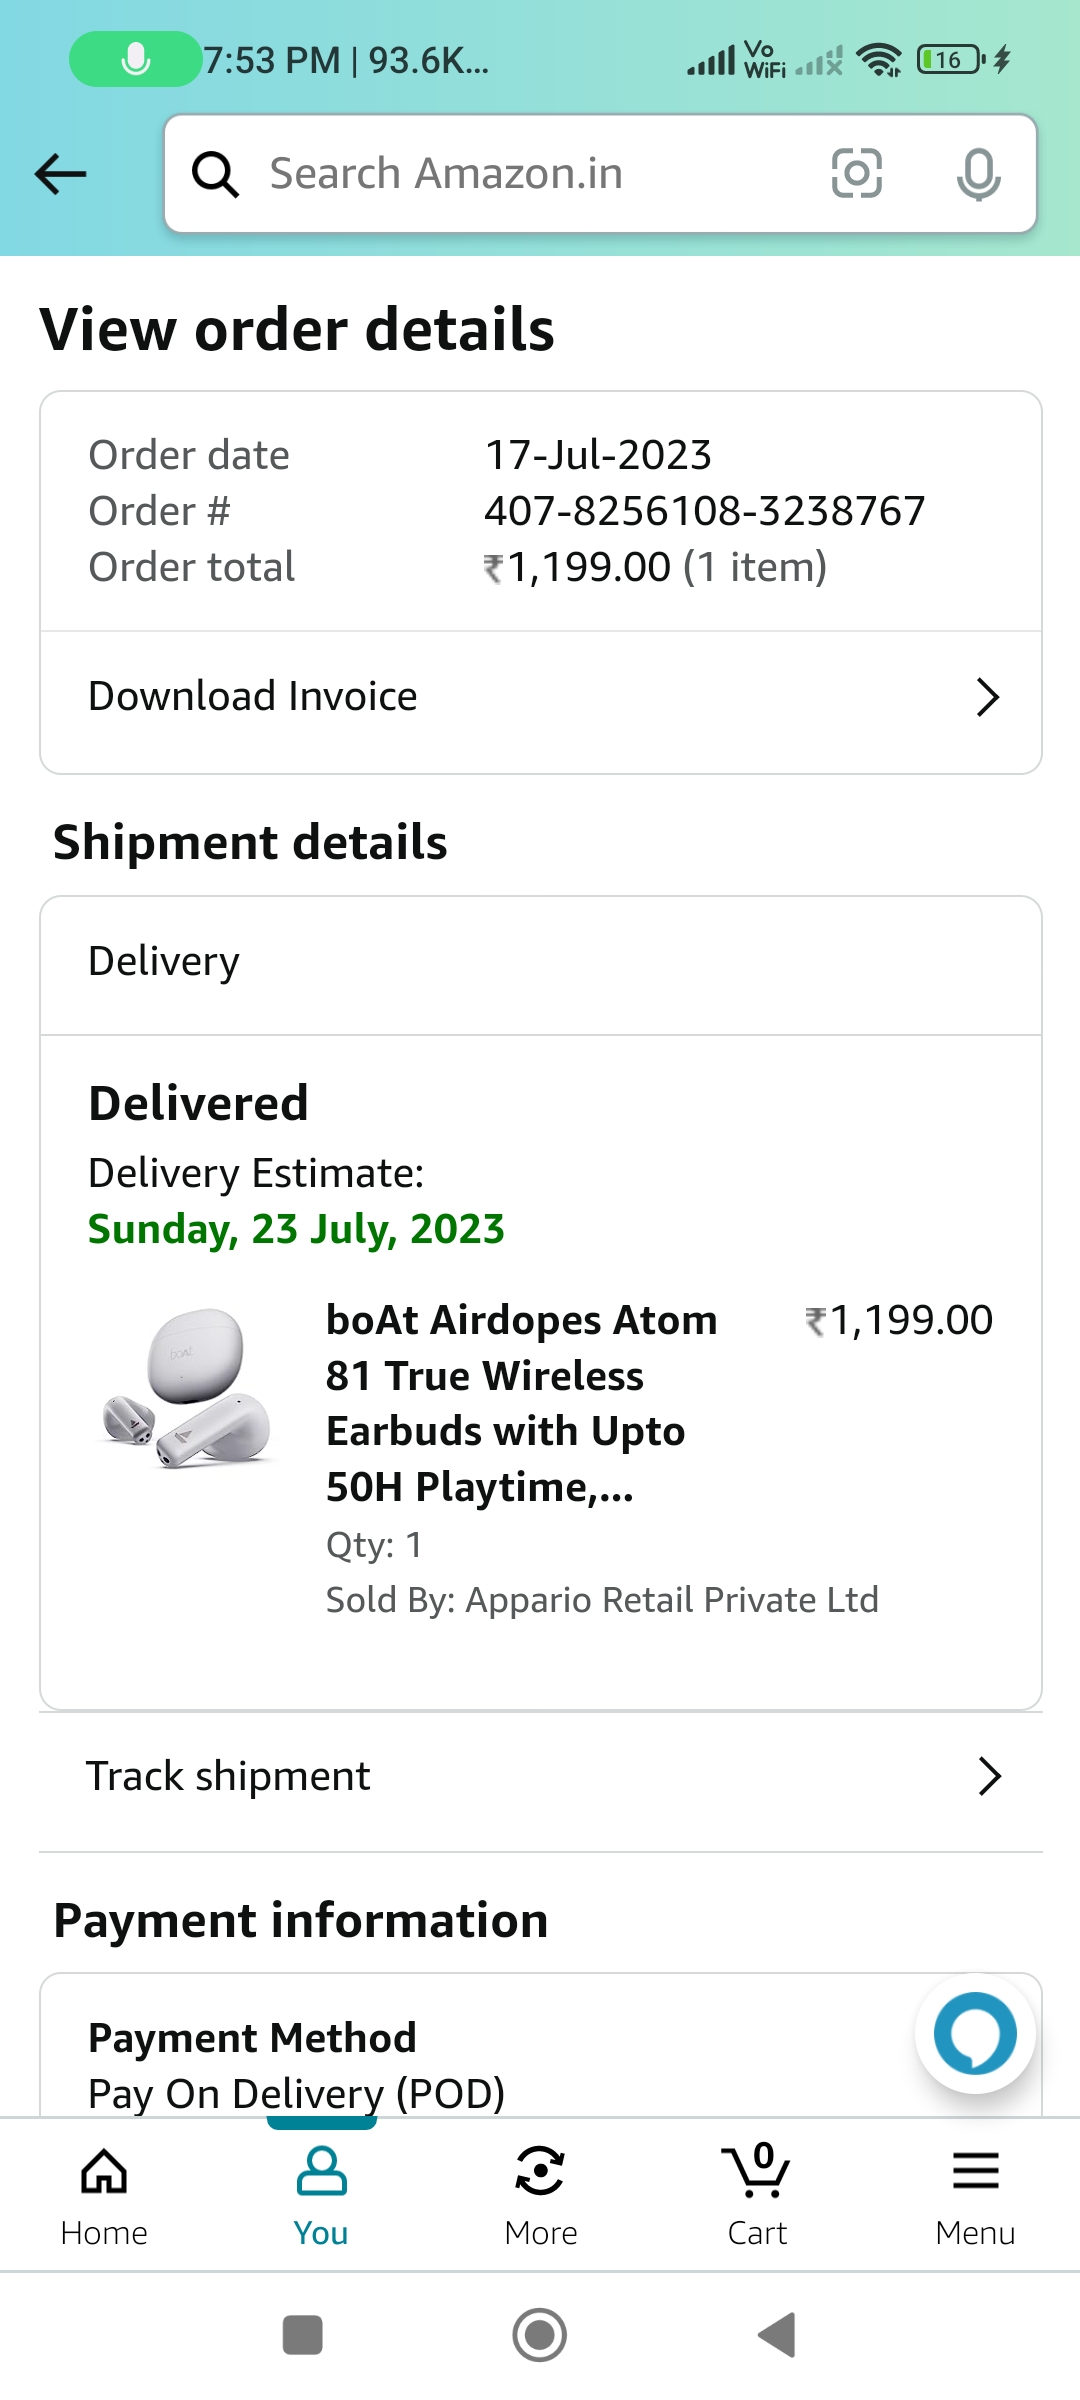 7:53 PM | 93.6K...
Vo
WiFi
16
Search Amazon.in
View order details
Order date 17-Jul-2023
Order # 407-8256108-3238767
Order total ₹1,199.00 (1 item)
Download Invoice
Shipment details
Delivery
Delivered
Delivery Estimate:
Sunday, 23 July, 2023
boAt
boAt Airdopes Atom ₹1,199.00
81 True Wireless
Earbuds with Upto
50H Playtime,...
Qty: 1
Sold By: Appario Retail Private Ltd
Track shipment
Payment information
Payment Method
Pay On Delivery (POD)
0
Home You More Cart Menu